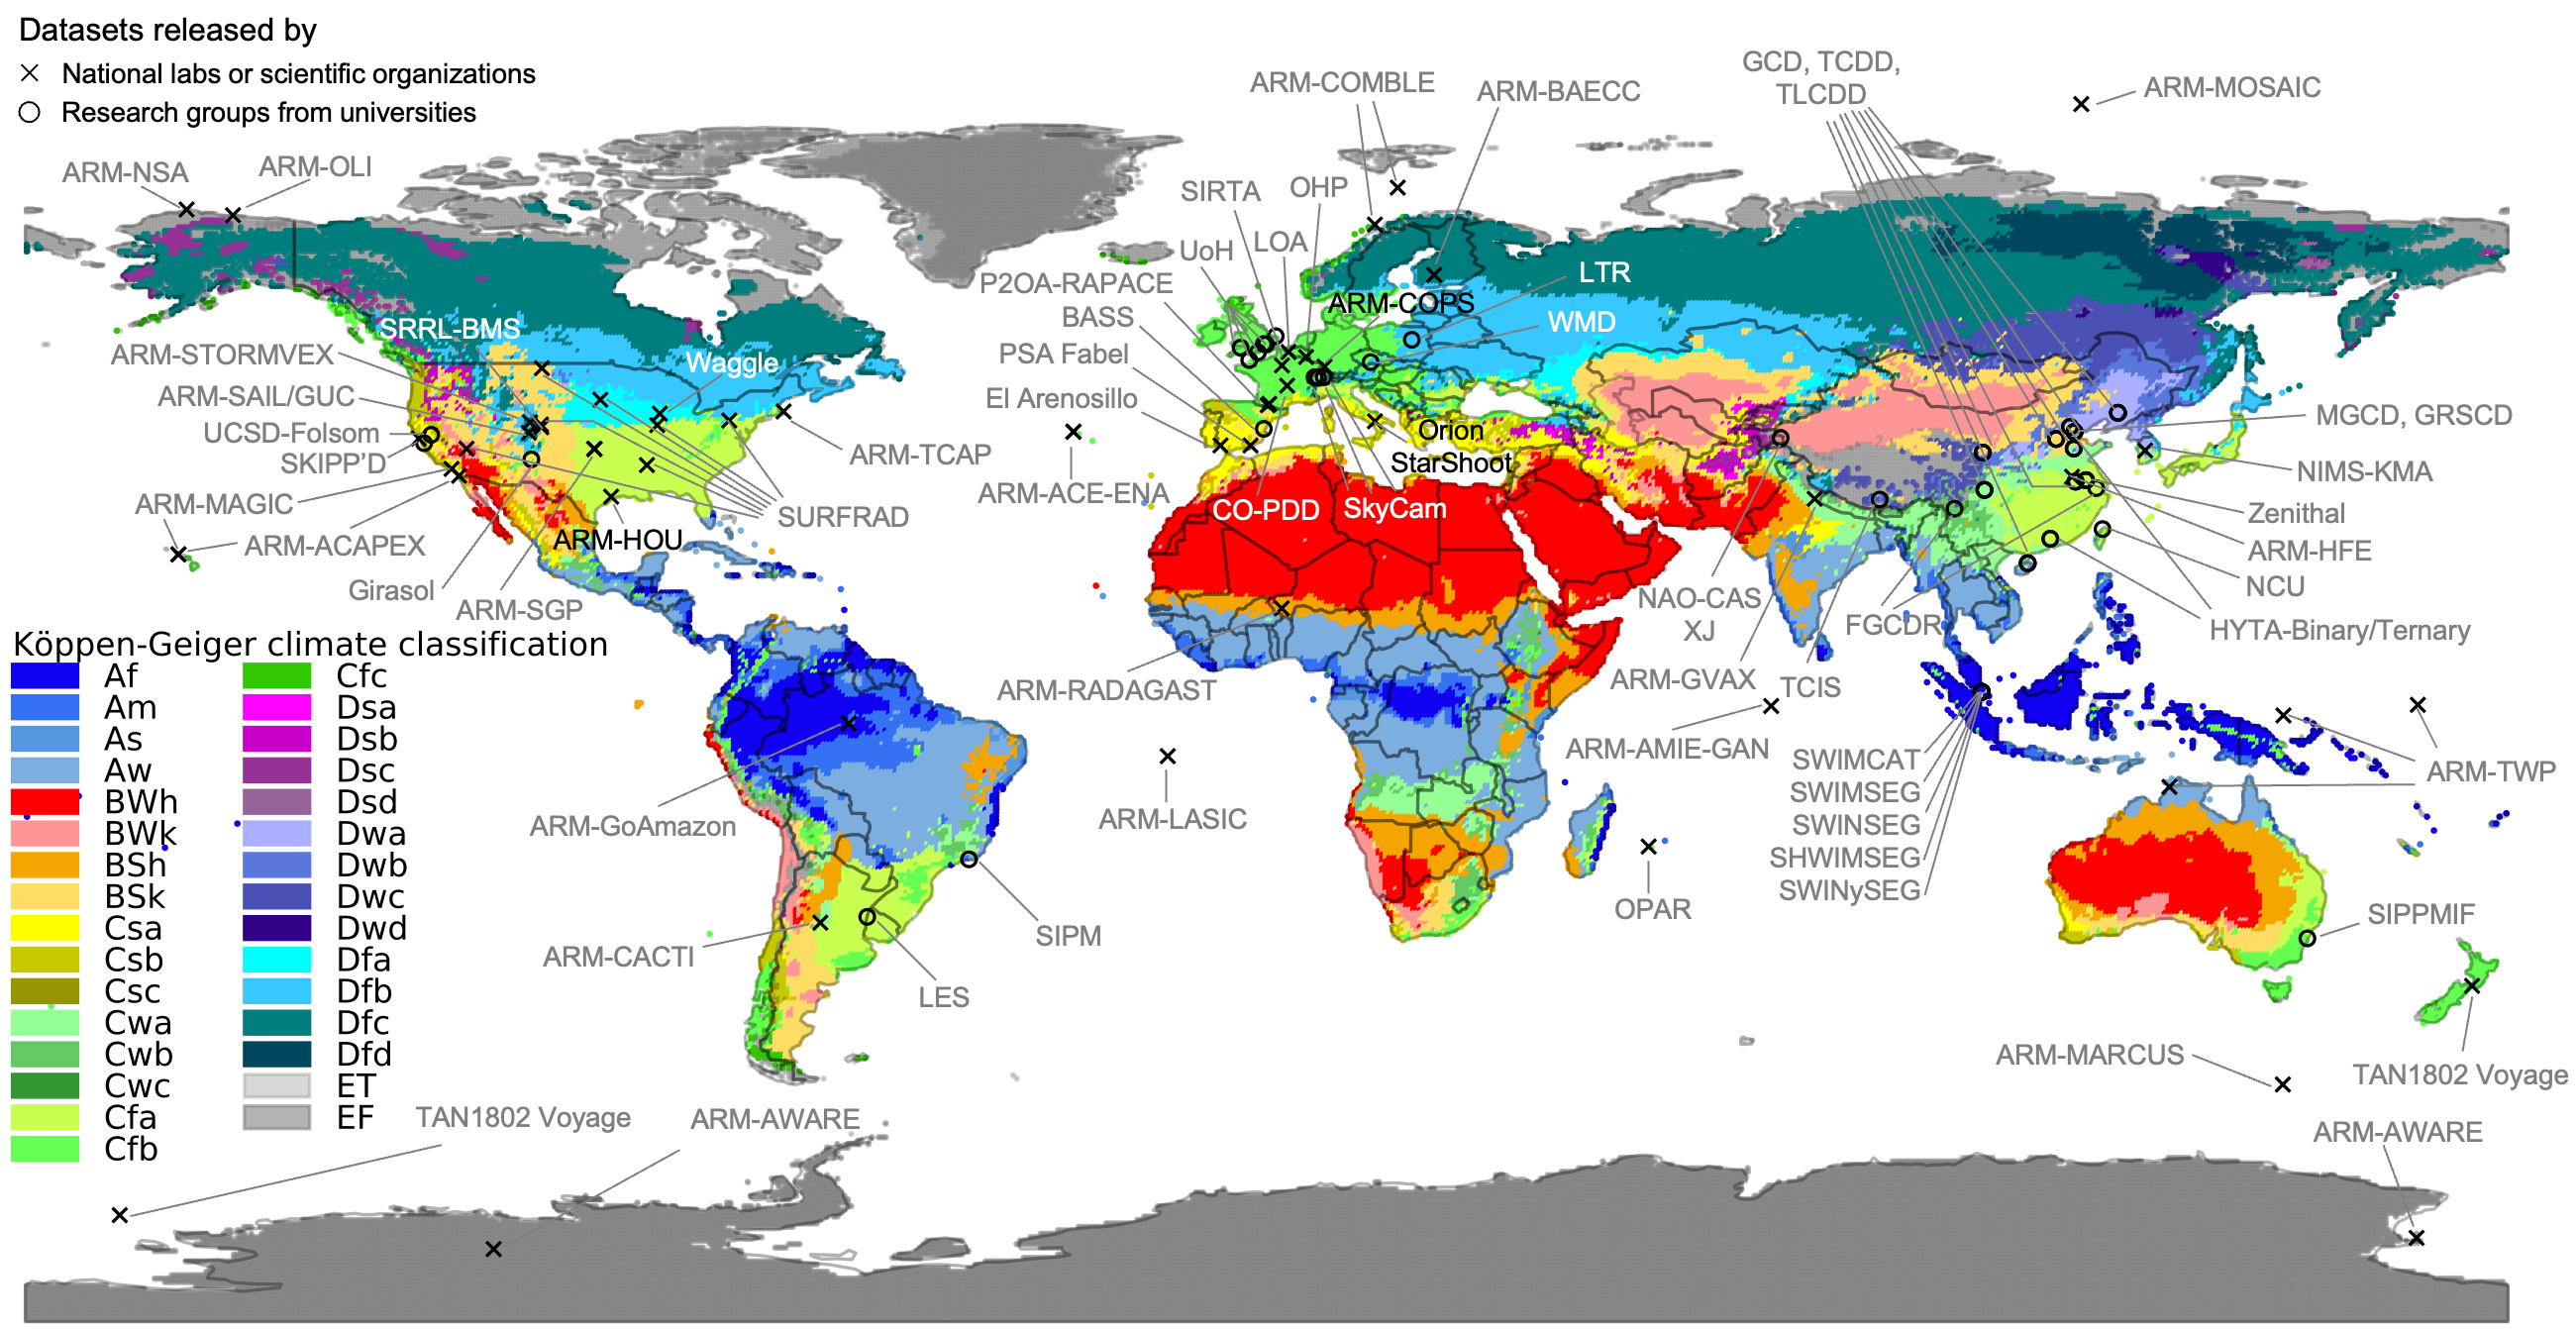 Datasets released by
National labs or scientific organizations
Research groups from universities
ARM-COMBLE
ARM-BAECC
GCD, TCDD,
TLCDD
ARM-MOSAIC
ARM-NSA
ARM-OLI
SIRTA
OHP
UoH
LOA
P2OA-RAPACE
BASS
PSA Fabel
El Arenosillo
LTR
ARM-COPS
WMD
SRRL-BMS
Waggle
ARM-STORMVEX
ARM-SAIL/GUC
UCSD-Folsom
SKIPP'D
ARM-MAGIC
ARM-ACAPEX
Girasol
ARM-SGP
ARM-HOU
SURFRAD
ARM-TCAP
ARM-ACE-ENA
Orion
StarShoot
CO-PDD
SkyCam
MGCD, GRSCD
NIMS-KMA
Zenithal
ARM-HFE
NCU
HYTA-Binary/Ternary
NAO-CAS
XJ
FGCDR
ARM-GVAX
TCIS
ARM-RADAGAST
ARM-AMIE-GAN
SWIMCAT
SWIMSEG
SWINSEG
SHWIMSEG
SWINySEG
ARM-TWP
ARM-GoAmazon
ARM-LASIC
OPAR
SIPM
ARM-CACTI
LES
SIPPMIF
ARM-MARCUS
TAN1802 Voyage
ARM-AWARE
Köppen-Geiger climate classification
Af
Am
As
Aw
BWh
BWk
BSh
BSk
Csa
Csb
Csc
Cwa
Cwb
Cwc
Cfa
Cfb
Cfc
Dsa
Dsb
Dsc
Dsd
Dwa
Dwb
Dwc
Dwd
Dfa
Dfb
Dfc
Dfd
ET
EF
TAN1802 Voyage
ARM-AWARE